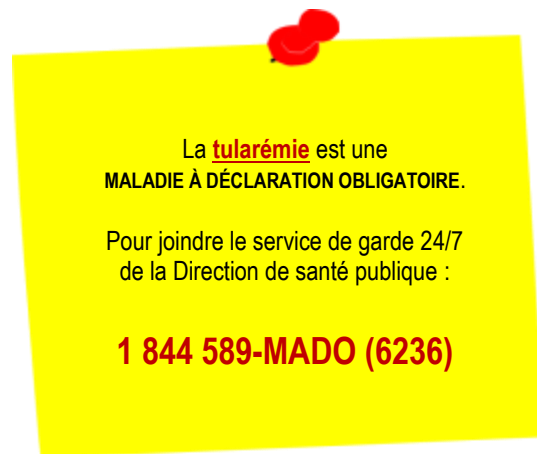 La tularémie est une
MALADIE À DÉCLARATION OBLIGATOIRE.
Pour joindre le service de garde 24/7
de la Direction de santé publique :
1 844 589-MADO (6236)